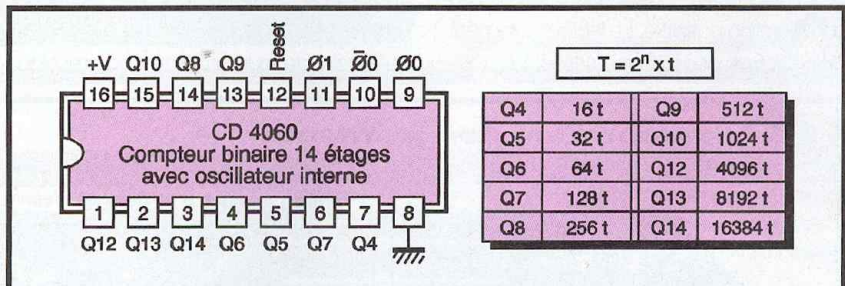 +V Q10 Q8 Q9 Reset Ø1 Ø̅0 Ø0
16 15 14 13 12 11 10 9
CD 4060
Compteur binaire 14 étages
avec oscillateur interne
1 2 3 4 5 6 7 8
Q12 Q13 Q14 Q6 Q5 Q7 Q4
T = 2ⁿ x t
Q4 16 t Q9 512 t
Q5 32 t Q10 1024 t
Q6 64 t Q12 4096 t
Q7 128 t Q13 8192 t
Q8 256 t Q14 16384 t